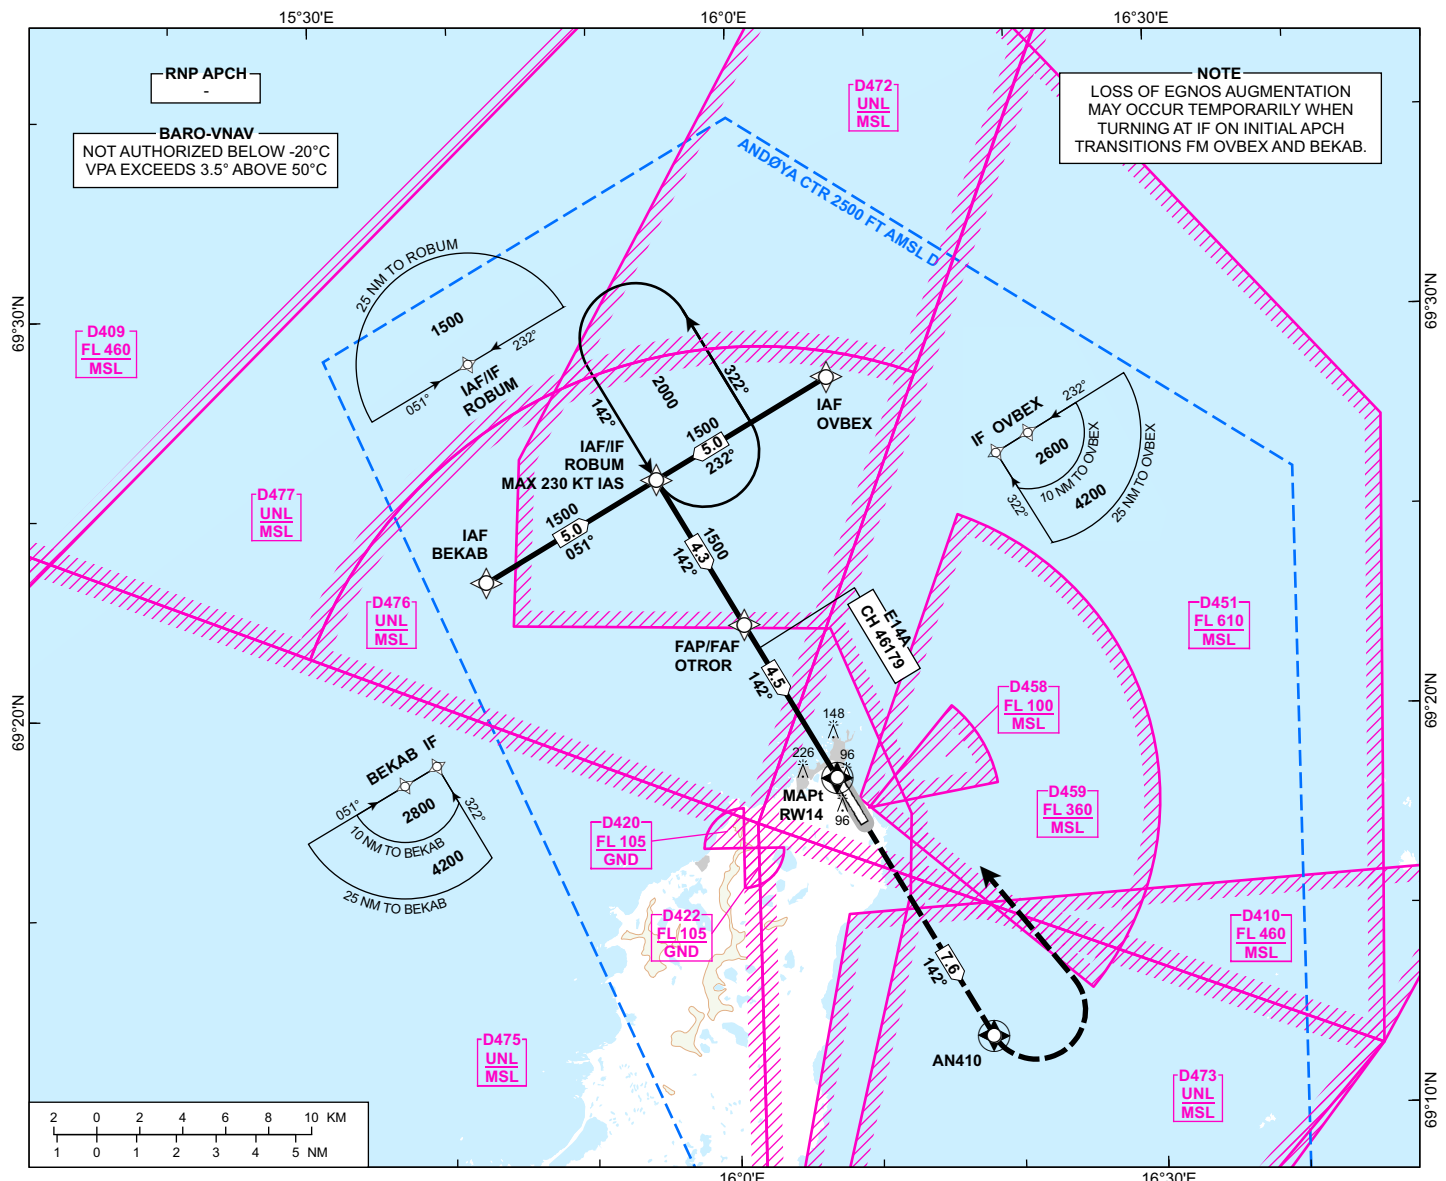 15°30'E
16°0'E
16°30'E
RNP APCH
-
BARO-VNAV
NOT AUTHORIZED BELOW -20°C
VPA EXCEEDS 3.5° ABOVE 50°C
D472
UNL
MSL
NOTE
LOSS OF EGNOS AUGMENTATION
MAY OCCUR TEMPORARILY WHEN
TURNING AT IF ON INITIAL APCH
TRANSITIONS FM OVBEX AND BEKAB.
ANDØYA CTR 2500 FT AMSL D
25 NM TO ROBUM
1500
232°
051°
IAF/IF
ROBUM
69°30'N
69°30'N
D409
FL 460
MSL
2000
322°
142°
IAF
OVBEX
1500
5.0
232°
IAF/IF
ROBUM
MAX 230 KT IAS
IF OVBEX
232°
2600
10 NM TO OVBEX
4200
25 NM TO OVBEX
322°
D477
UNL
MSL
IAF
BEKAB
1500
5.0
051°
1500
4.3
142°
D476
UNL
MSL
FAP/FAF
OTROR
E14A
CH 46179
D451
FL 610
MSL
4.5
142°
D458
FL 100
MSL
69°20'N
69°20'N
148
226
96
96
MAPt
RW14
BEKAB IF
051°
2800
322°
10 NM TO BEKAB
4200
25 NM TO BEKAB
D459
FL 360
MSL
D420
FL 105
GND
D422
FL 105
GND
D410
FL 460
MSL
7.6
142°
AN410
D475
UNL
MSL
D473
UNL
MSL
69°10'N
2 0 2 4 6 8 10 KM
1 0 1 2 3 4 5 NM
16°0'E
16°30'E